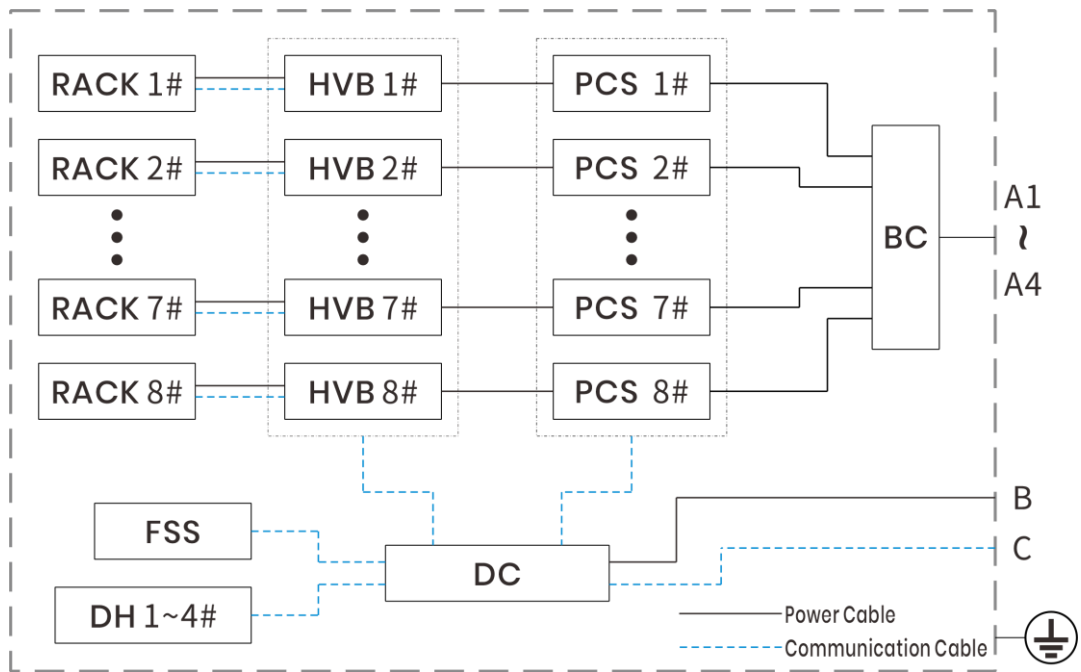 RACK 1# HVB 1# PCS 1#
RACK 2# HVB 2# PCS 2#
A1
BC ~
A4
RACK 7# HVB 7# PCS 7#
RACK 8# HVB 8# PCS 8#
B
FSS
C
DC
DH 1~4#
Power Cable
Communication Cable